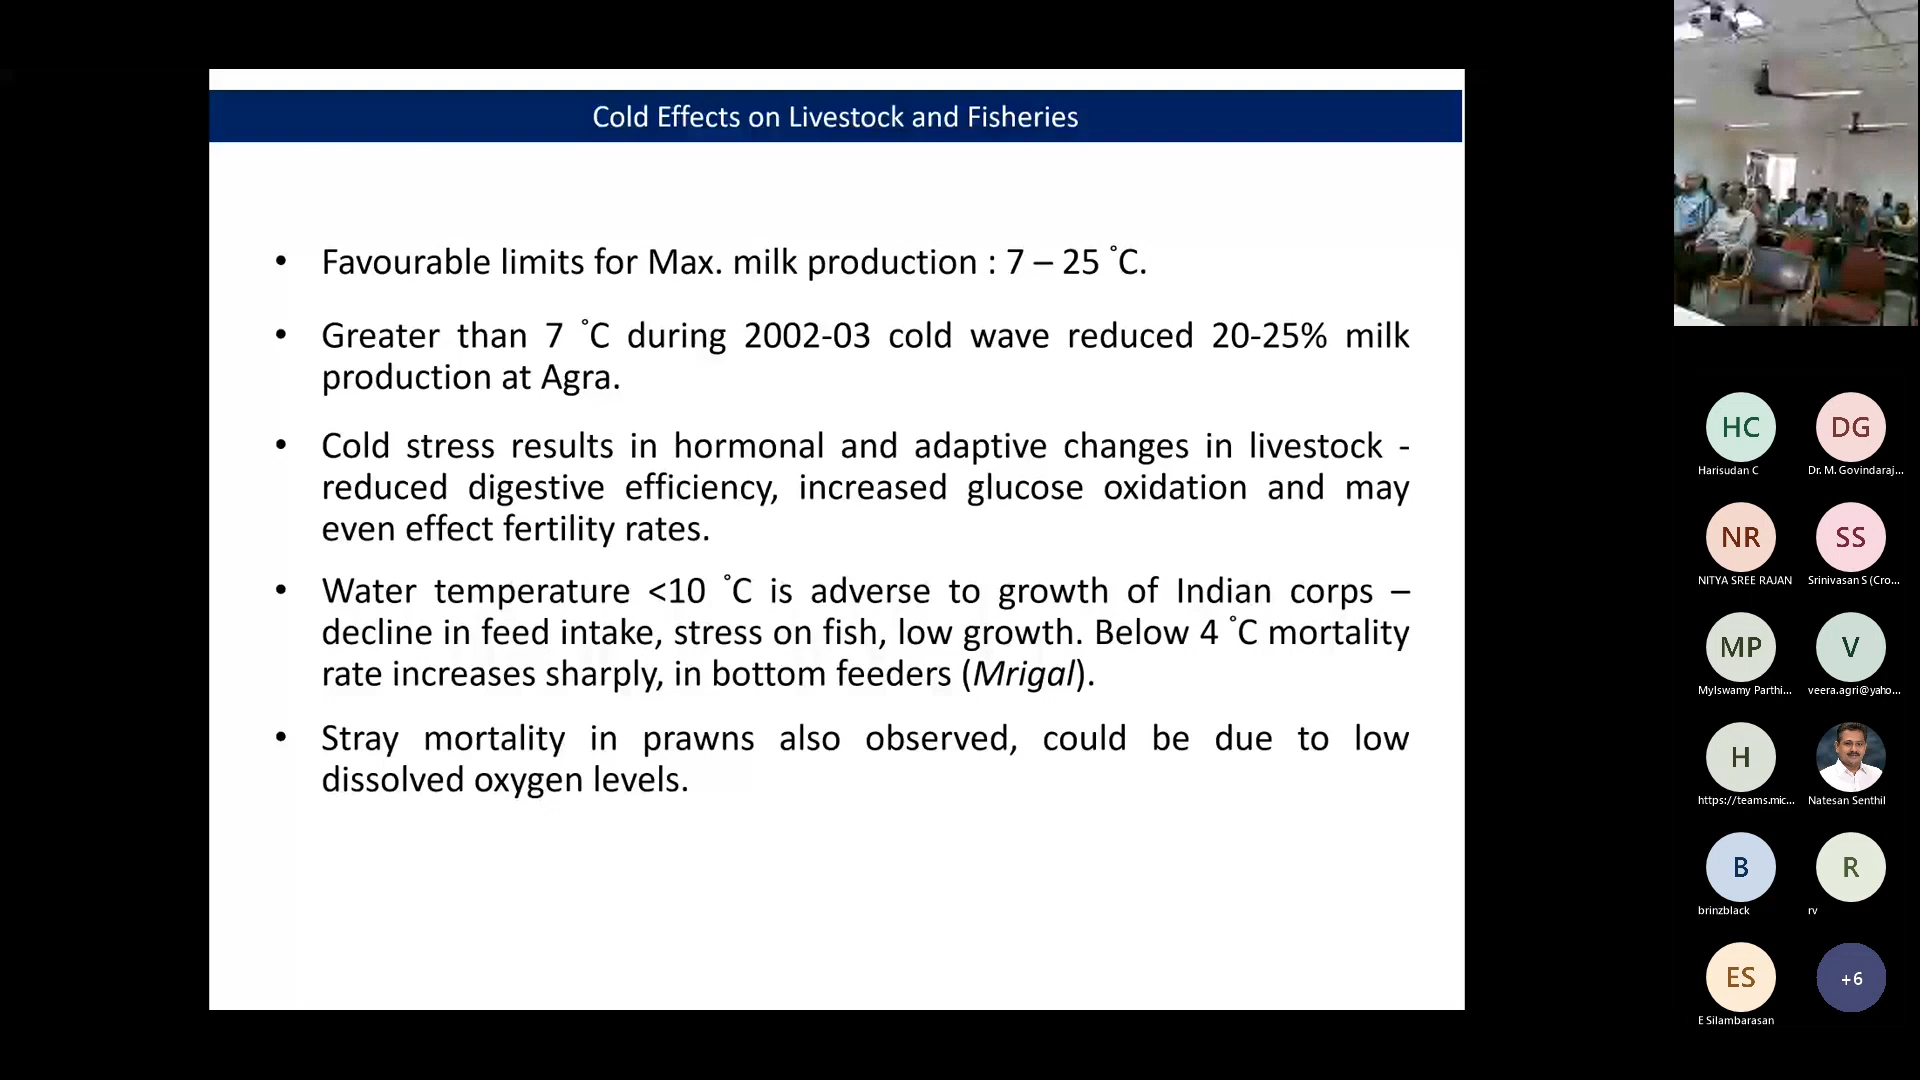 Cold Effects on Livestock and Fisheries
• Favourable limits for Max. milk production : 7 – 25 ˚C.
• Greater than 7 ˚C during 2002-03 cold wave reduced 20-25% milk
production at Agra.
• Cold stress results in hormonal and adaptive changes in livestock -
reduced digestive efficiency, increased glucose oxidation and may
even effect fertility rates.
• Water temperature <10 ˚C is adverse to growth of Indian corps –
decline in feed intake, stress on fish, low growth. Below 4 ˚C mortality
rate increases sharply, in bottom feeders (Mrigal).
• Stray mortality in prawns also observed, could be due to low
dissolved oxygen levels.
HC DG
Harisudan C Dr. M. Govindaraj...
NR SS
NITYA SREE RAJAN Srinivasan S (Cro...
MP V
Mylswamy Parthi... veera.agri@yaho...
H
https://teams.mic... Natesan Senthil
B R
brinzblack rv
ES +6
E Silambarasan